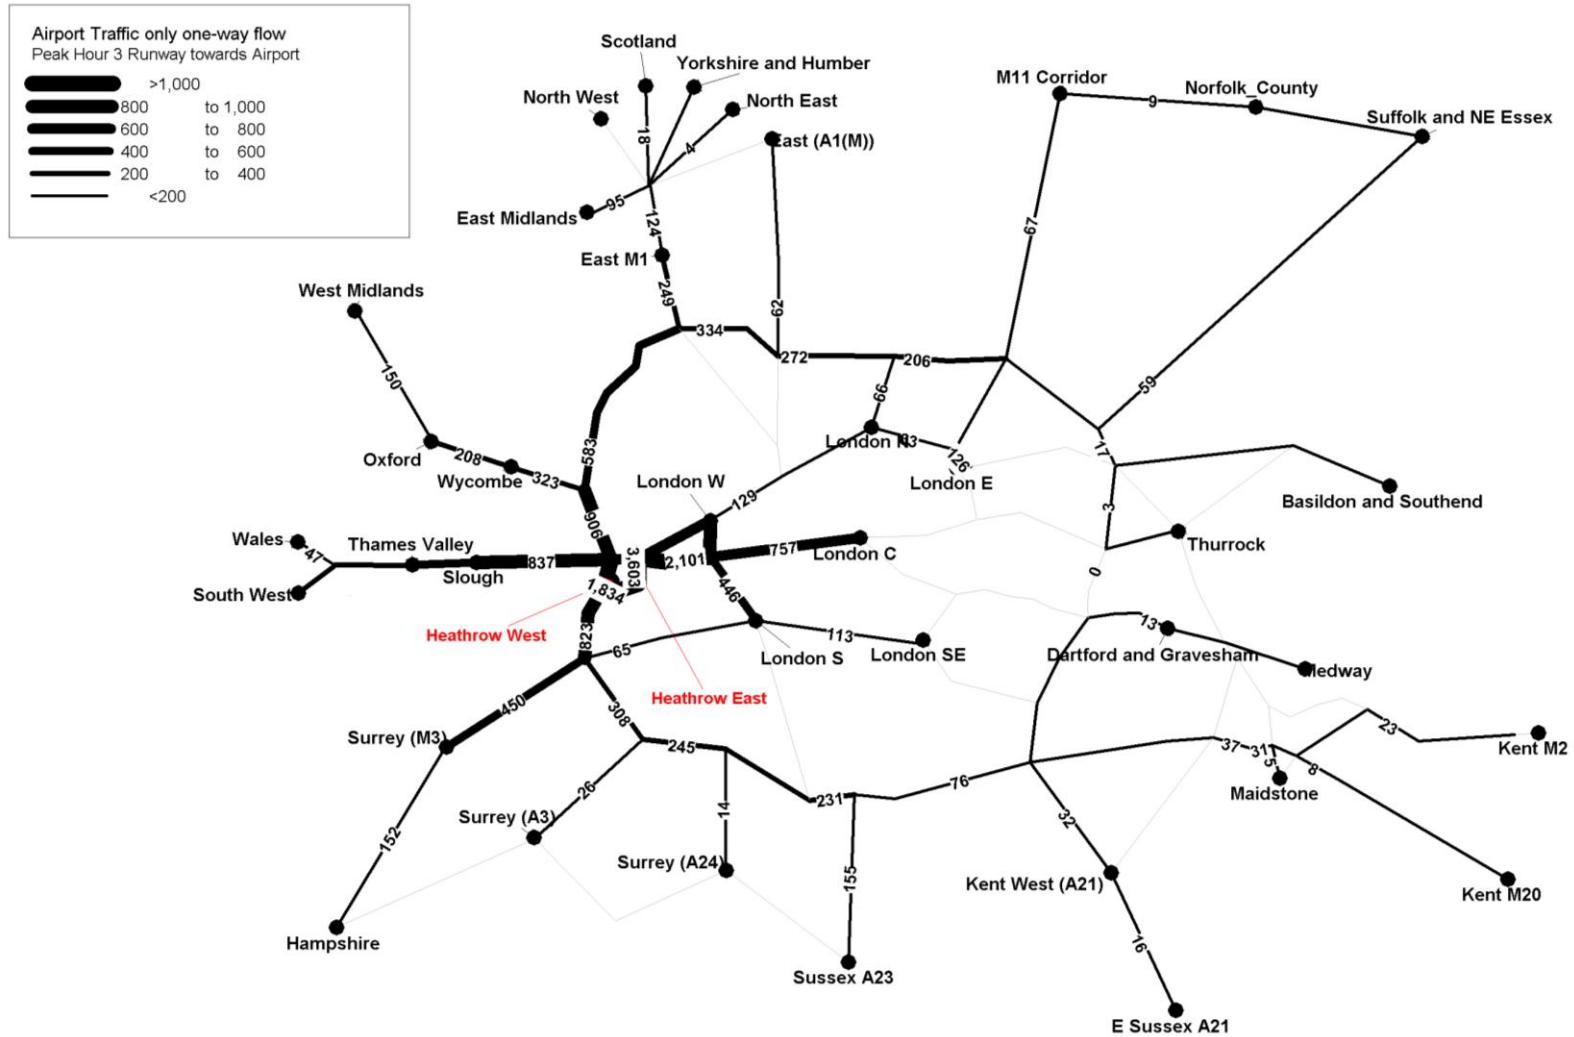 Airport Traffic only one-way flow
Peak Hour 3 Runway towards Airport
>1,000
800 to 1,000
600 to 800
400 to 600
200 to 400
<200
Scotland
Yorkshire and Humber
North West
North East
East (A1(M))
M11 Corridor
Norfolk_County
Suffolk and NE Essex
9
18
4
95
East Midlands
124
67
East M1
249
62
West Midlands
334
272
206
150
59
66
London N
126
17
Oxford
208
Wycombe
323
583
London W
129
London E
Basildon and Southend
3
906
Wales
47
Thames Valley
Slough
837
3,603
2,101
757
London C
Thurrock
0
South West
1,834
446
Heathrow West
823
65
113
London S
London SE
13
Dartford and Gravesham
Medway
Heathrow East
450
308
Surrey (M3)
245
23
Kent M2
37
31
5
8
Maidstone
76
231
26
14
32
Surrey (A3)
152
Surrey (A24)
155
Kent West (A21)
Kent M20
Hampshire
16
Sussex A23
E Sussex A21